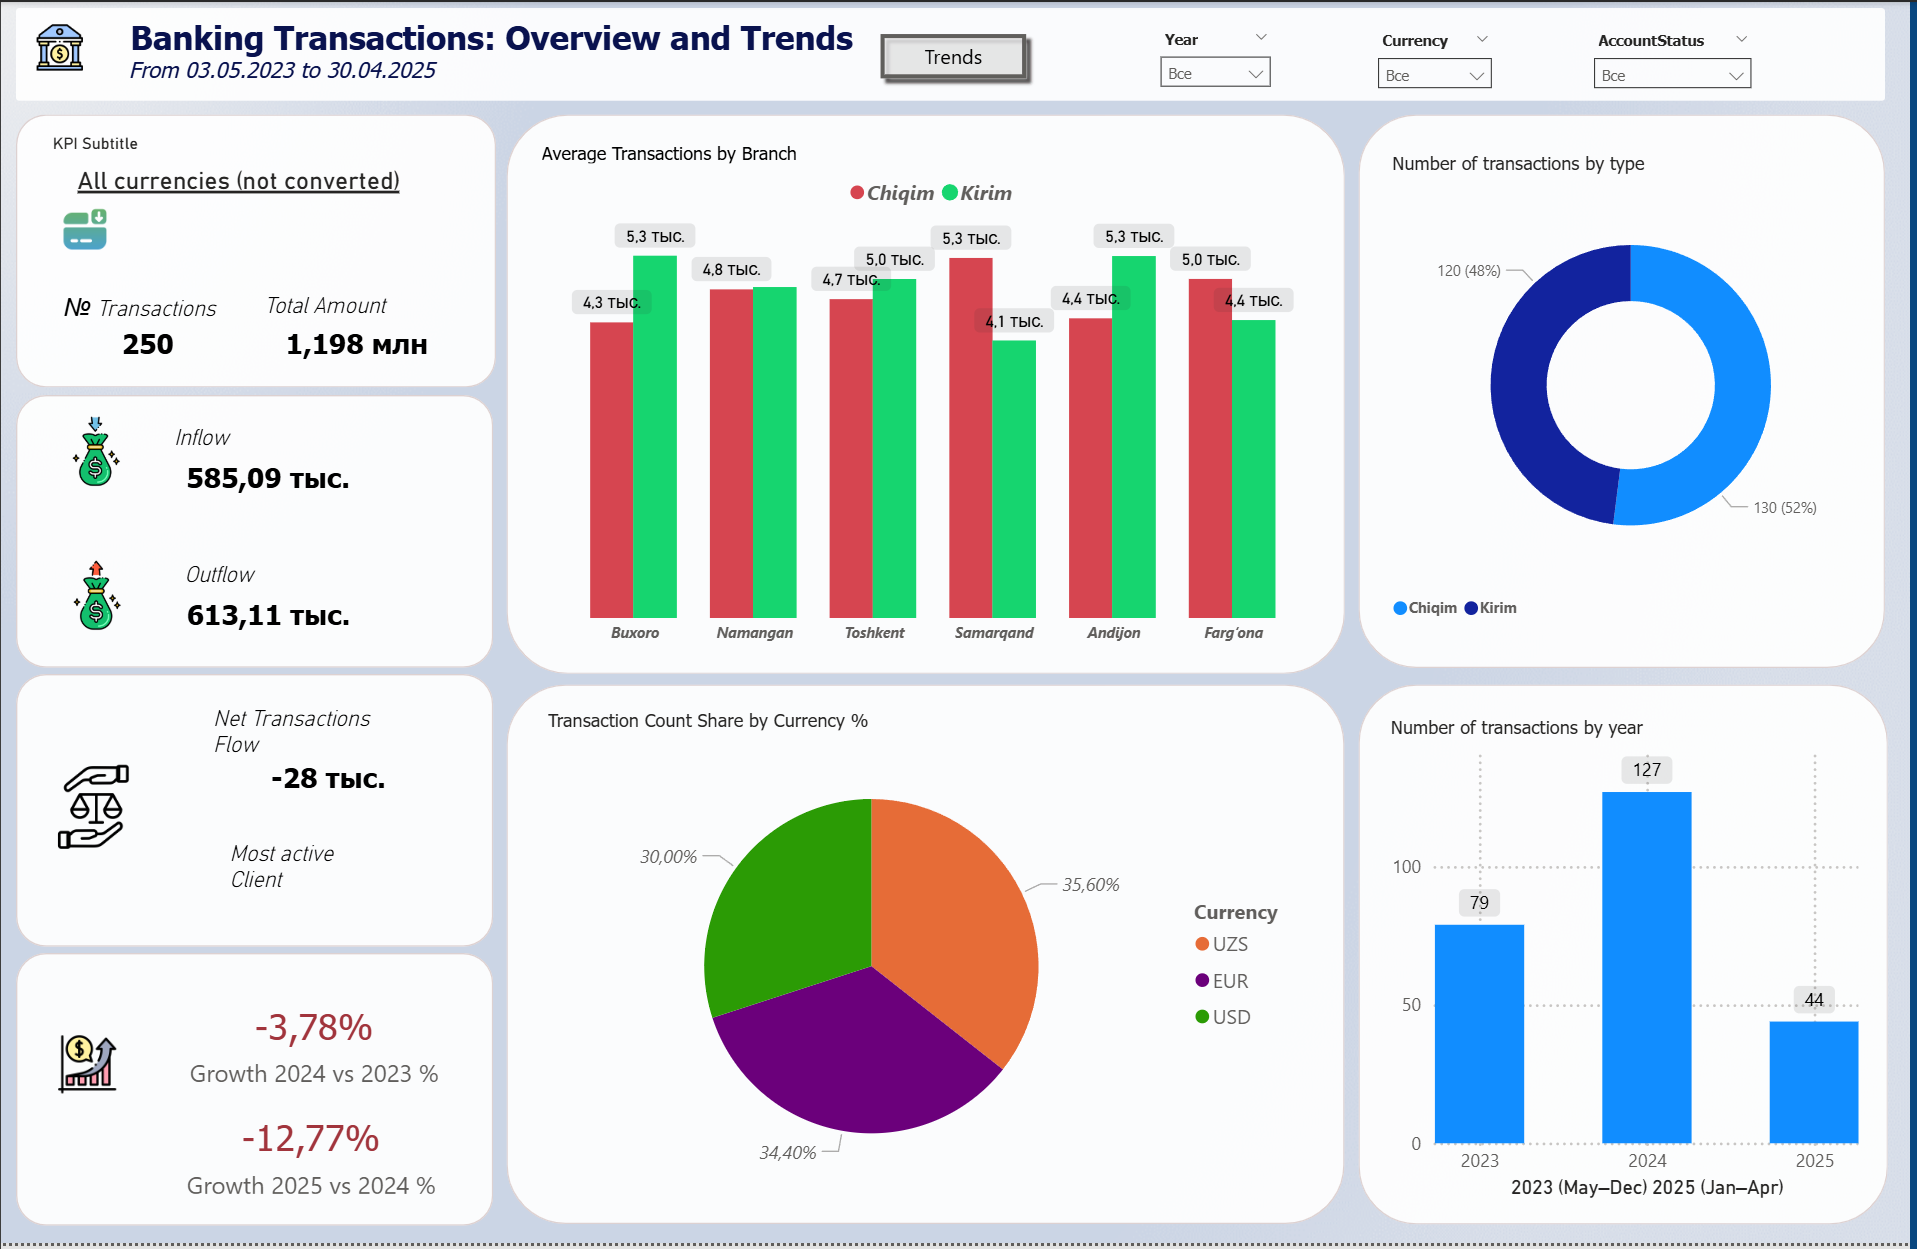 Banking Transactions: Overview and Trends
From 03.05.2023 to 30.04.2025
Trends
Year
Все
Currency
Все
AccountStatus
Все
KPI Subtitle
All currencies (not converted)
№ Transactions
250
Total Amount
1,198 млн
Inflow
585,09 тыс.
Outflow
613,11 тыс.
Net Transactions
Flow
-28 тыс.
Most active
Client
-3,78%
Growth 2024 vs 2023 %
-12,77%
Growth 2025 vs 2024 %
Average Transactions by Branch
Chiqim Kirim
4,3 тыс.
5,3 тыс.
4,8 тыс.
4,7 тыс.
5,0 тыс.
5,3 тыс.
4,1 тыс.
4,4 тыс.
5,3 тыс.
5,0 тыс.
4,4 тыс.
Buxoro Namangan Toshkent Samarqand Andijon Farg‘ona
Transaction Count Share by Currency %
30,00%
35,60%
34,40%
Currency
UZS
EUR
USD
Number of transactions by type
120 (48%)
130 (52%)
Chiqim Kirim
Number of transactions by year
127
100
79
50
44
0
2023 2024 2025
2023 (May–Dec) 2025 (Jan–Apr)